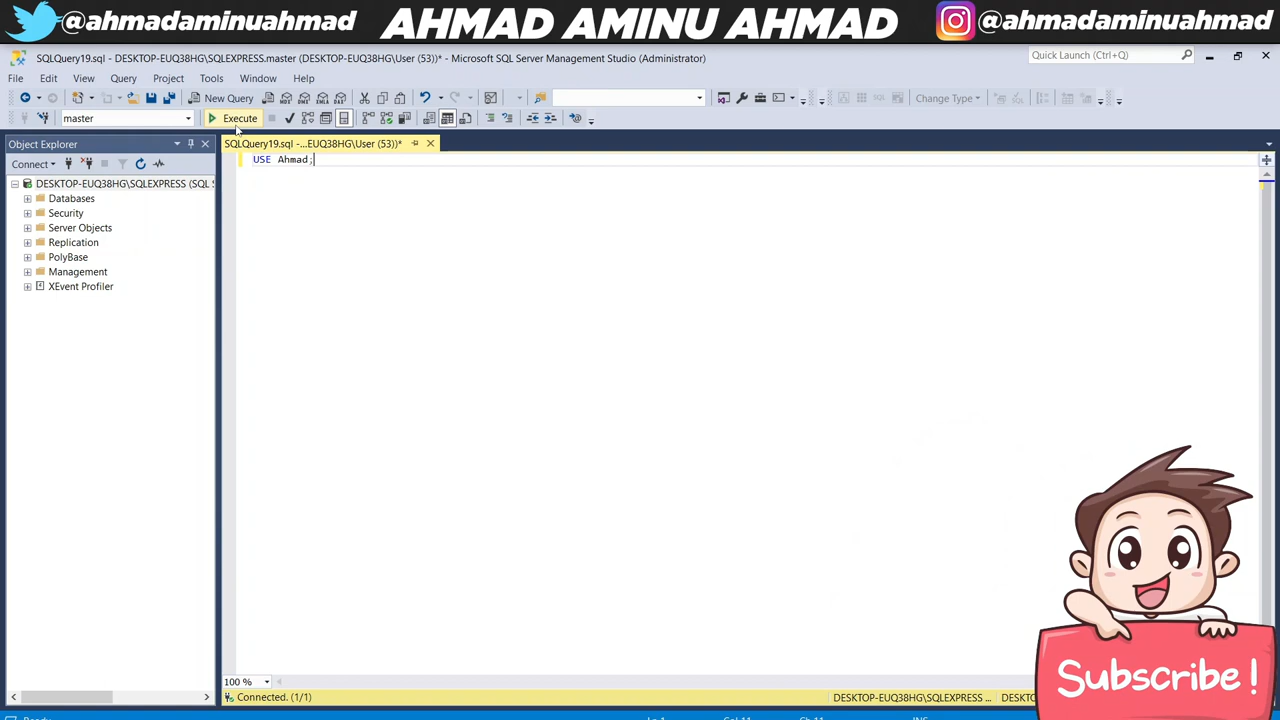 @ahmadaminuahmad AHMAD AMINU AHMAD @ahmadaminuahmad
SQLQuery19.sql - DESKTOP-EUQ38HG\SQLEXPRESS.master (DESKTOP-EUQ38HG\User (53))* - Microsoft SQL Server Management Studio (Administrator)
Quick Launch (Ctrl+Q)
File Edit View Query Project Tools Window Help
New Query
Change Type
master
Execute
Object Explorer
SQLQuery19.sql -...EUQ38HG\User (53))*
Connect
USE Ahmad;
DESKTOP-EUQ38HG\SQLEXPRESS (SQL S
Databases
Security
Server Objects
Replication
PolyBase
Management
XEvent Profiler
Subscribe !
100 %
Connected. (1/1)
DESKTOP-EUQ38HG\SQLEXPRESS ...